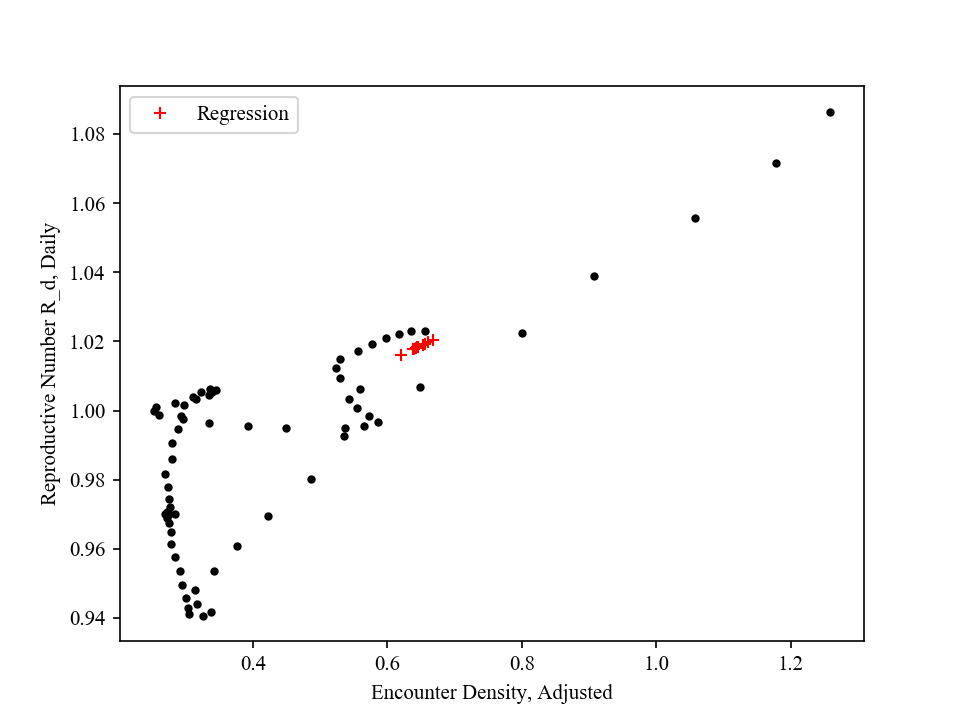 Regression
1.08
1.06
1.04
1.02
1.00
0.98
0.96
0.94
Reproductive Number R_d, Daily
0.4 0.6 0.8 1.0 1.2
Encounter Density, Adjusted